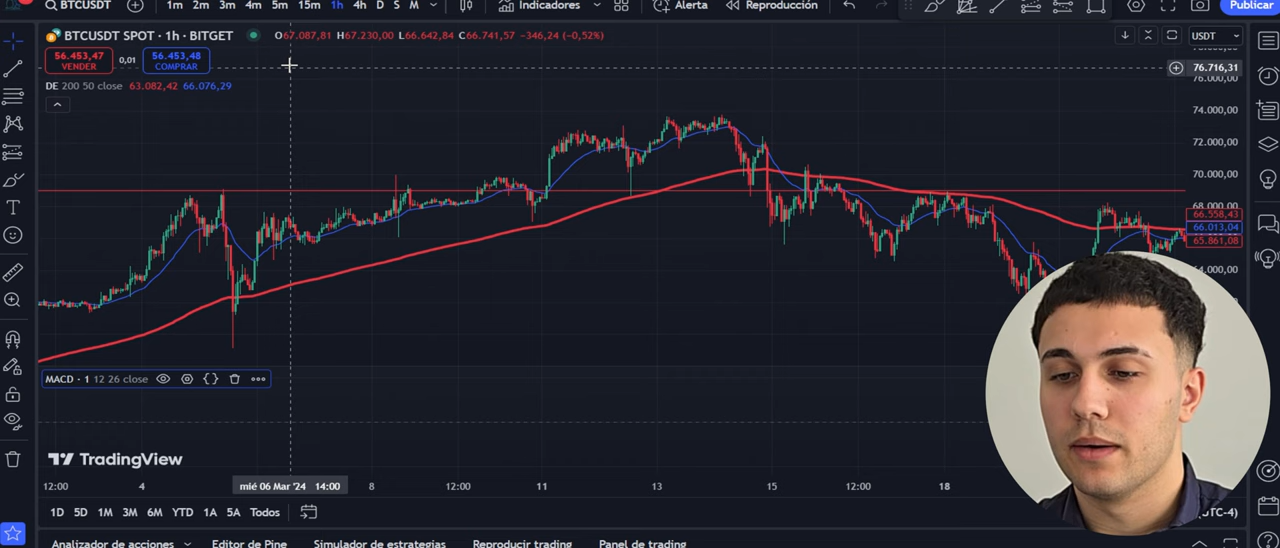 BTCUSDT 1m 2m 3m 4m 5m 15m 1h 4h D S M Indicadores Alerta Reproducción Publicar
BTCUSDT SPOT · 1h · BITGET O67.087,81 H67.230,00 L66.642,84 C66.741,57 −346,24 (−0,52%) USDT
56.453,47 VENDER
0,01
56.453,48 COMPRAR
76.716,31
76.000,00
DE 200 50 close 63.082,42 66.076,29
74.000,00
72.000,00
70.000,00
68.000,00
66.558,43
66.013,04
65.861,08
64.000,00
MACD · 1 12 26 close
TradingView
12:00 4 mié 06 Mar '24 14:00 8 12:00 11 13 15 12:00 18
1D 5D 1M 3M 6M YTD 1A 5A Todos (UTC-4)
Analizador de acciones Editor de Pine Simulador de estrategias Reproducir trading Panel de trading